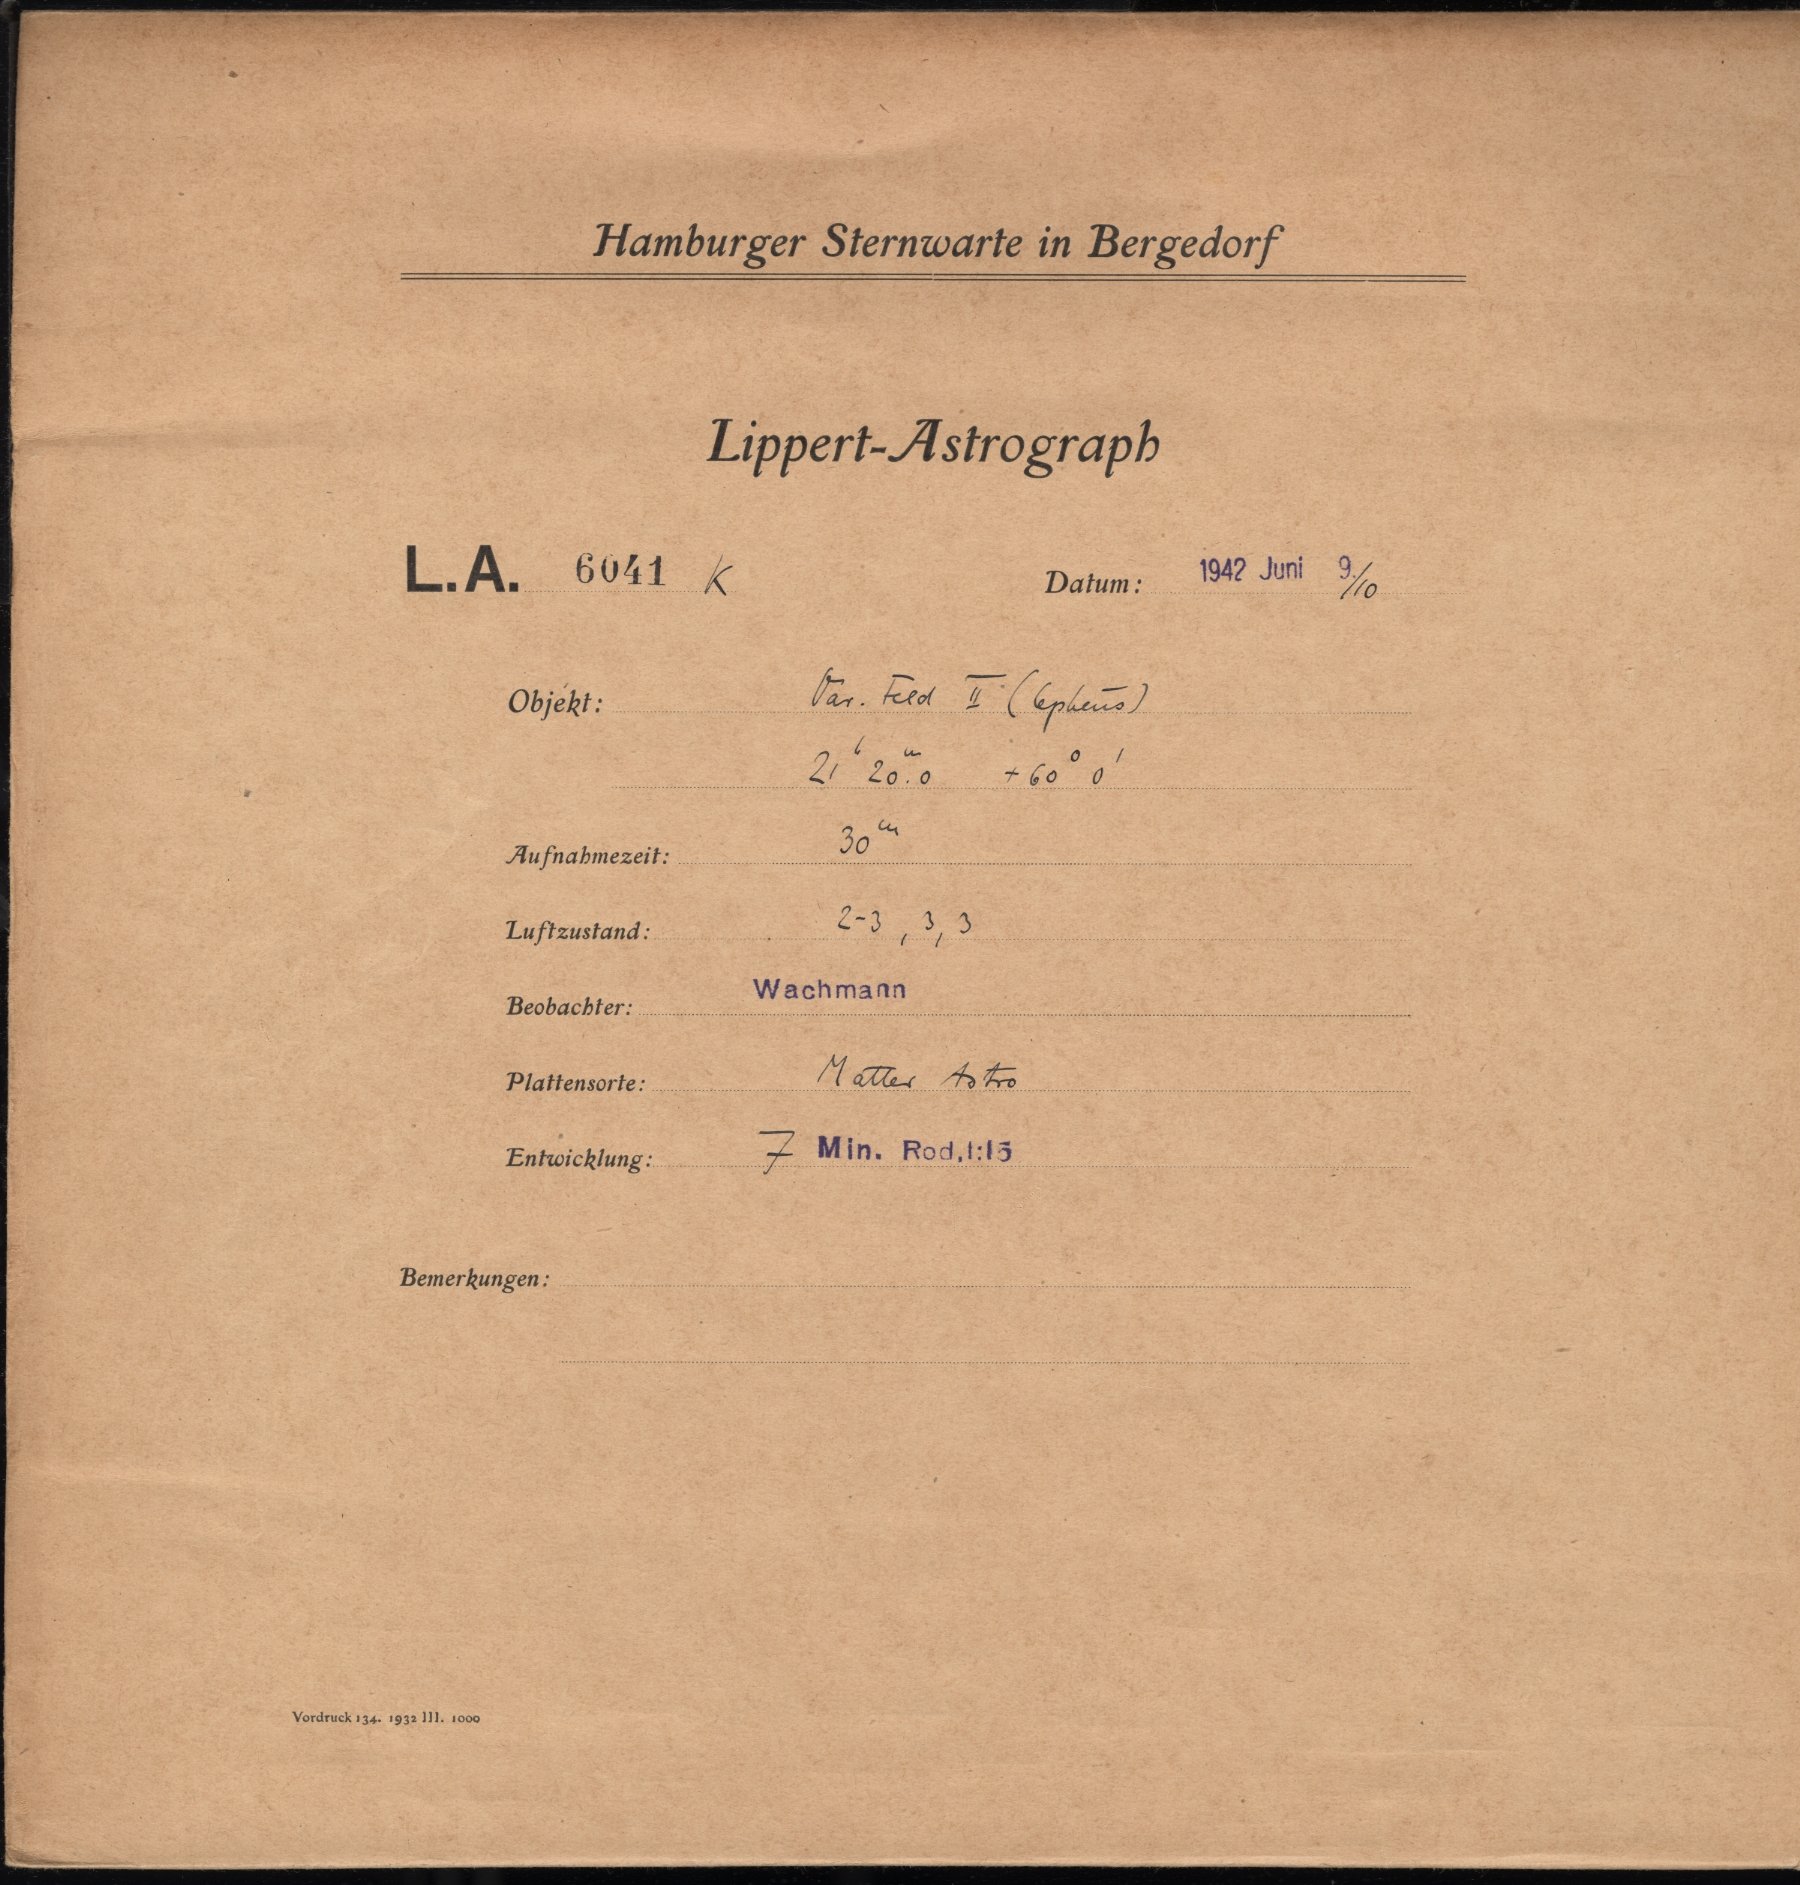 Hamburger Sternwarte in Bergedorf
Lippert-Astrograph
L.A. 6041 K Datum: 1942 Juni 9./10
Objekt: Var. Feld II (Cepheus)
21h 20m.0 +60° 0'
Aufnahmezeit: 30m
Luftzustand: 2-3, 3, 3
Beobachter: Wachmann
Plattensorte: Matter Astro
Entwicklung: 7 Min. Rod. 1:15
Bemerkungen:
Vordruck 134. 1932 III. 1000